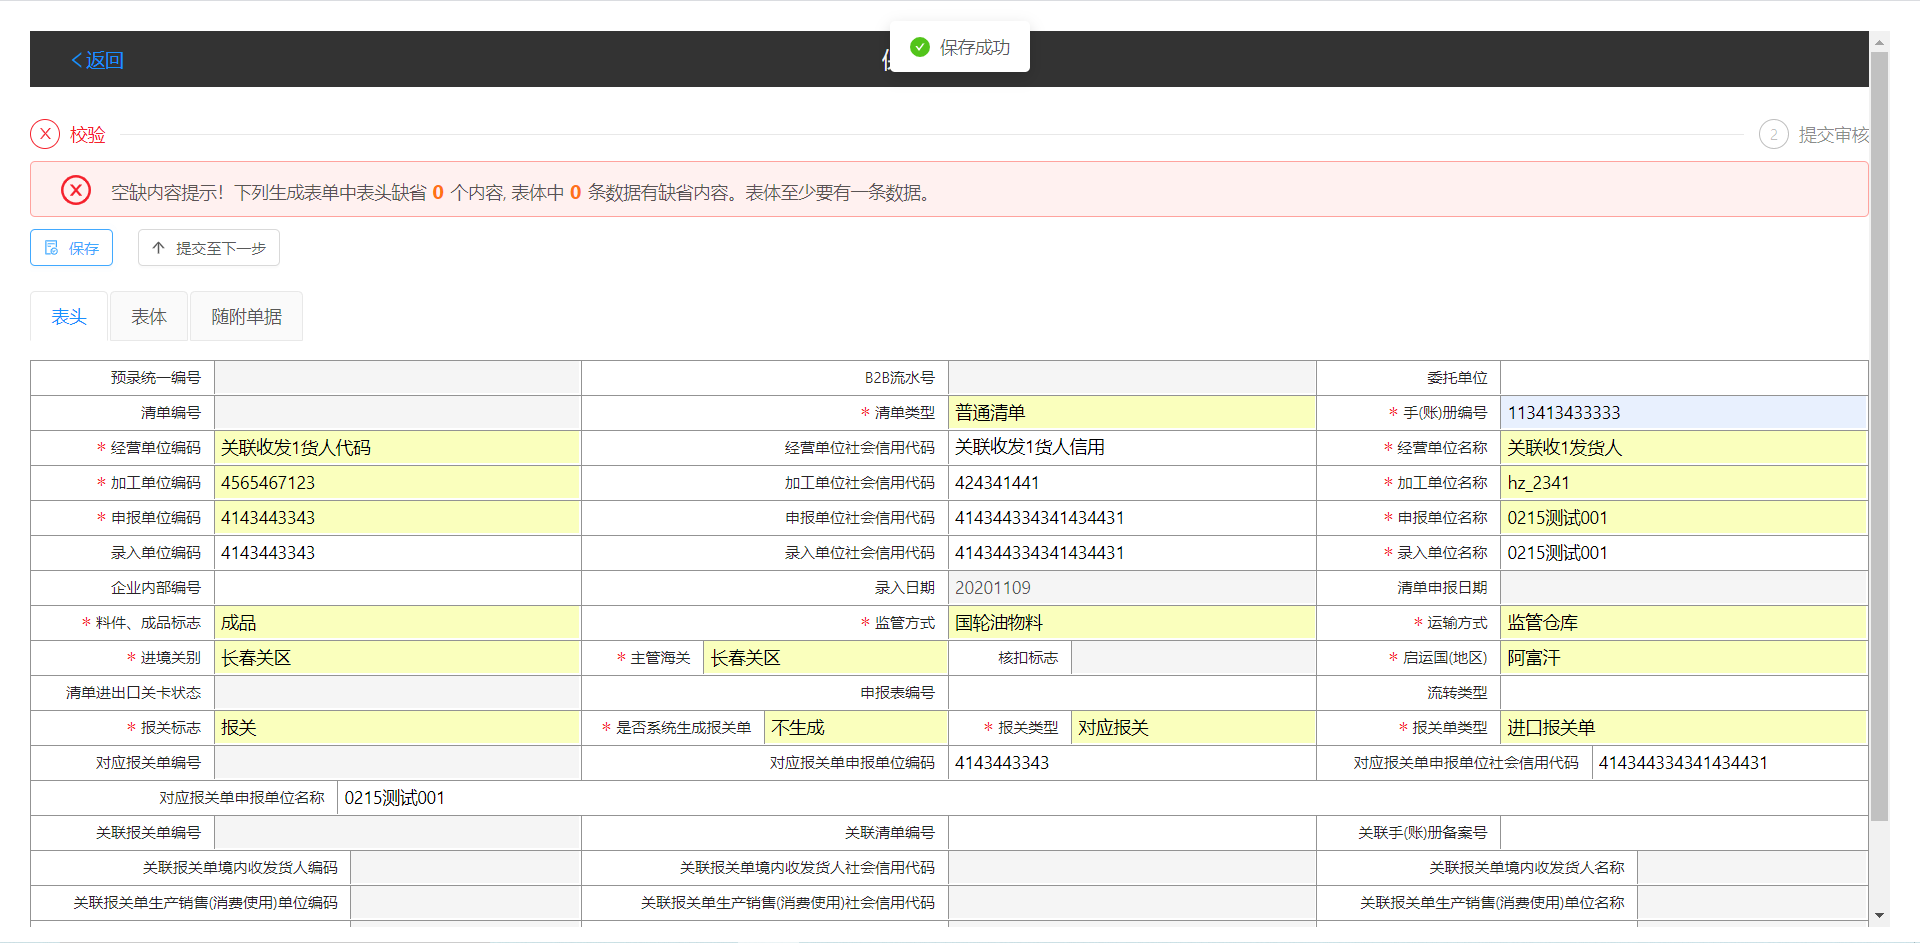 <返回
保存成功
校验
2 提交审核
空缺内容提示！下列生成表单中表头缺省 0 个内容, 表体中 0 条数据有缺省内容。表体至少要有一条数据。
保存 提交至下一步
表头 表体 随附单据
预录统一编号 B2B流水号 委托单位
清单编号 * 清单类型 普通清单 * 手(账)册编号 113413433333
* 经营单位编码 关联收发1货人代码 经营单位社会信用代码 关联收发1货人信用 * 经营单位名称 关联收1发货人
* 加工单位编码 4565467123 加工单位社会信用代码 424341441 * 加工单位名称 hz_2341
* 申报单位编码 4143443343 申报单位社会信用代码 414344334341434431 * 申报单位名称 0215测试001
录入单位编码 4143443343 录入单位社会信用代码 414344334341434431 * 录入单位名称 0215测试001
企业内部编号 录入日期 20201109 清单申报日期
* 料件、成品标志 成品 * 监管方式 国轮油物料 * 运输方式 监管仓库
* 进境关别 长春关区 * 主管海关 长春关区 核扣标志 * 启运国(地区) 阿富汗
清单进出口关卡状态 申报表编号 流转类型
* 报关标志 报关 * 是否系统生成报关单 不生成 * 报关类型 对应报关 * 报关单类型 进口报关单
对应报关单编号 对应报关单申报单位编码 4143443343 对应报关单申报单位社会信用代码 414344334341434431
对应报关单申报单位名称 0215测试001
关联报关单编号 关联清单编号 关联手(账)册备案号
关联报关单境内收发货人编码 关联报关单境内收发货人社会信用代码 关联报关单境内收发货人名称
关联报关单生产销售(消费使用)单位编码 关联报关单生产销售(消费使用)社会信用代码 关联报关单生产销售(消费使用)单位名称